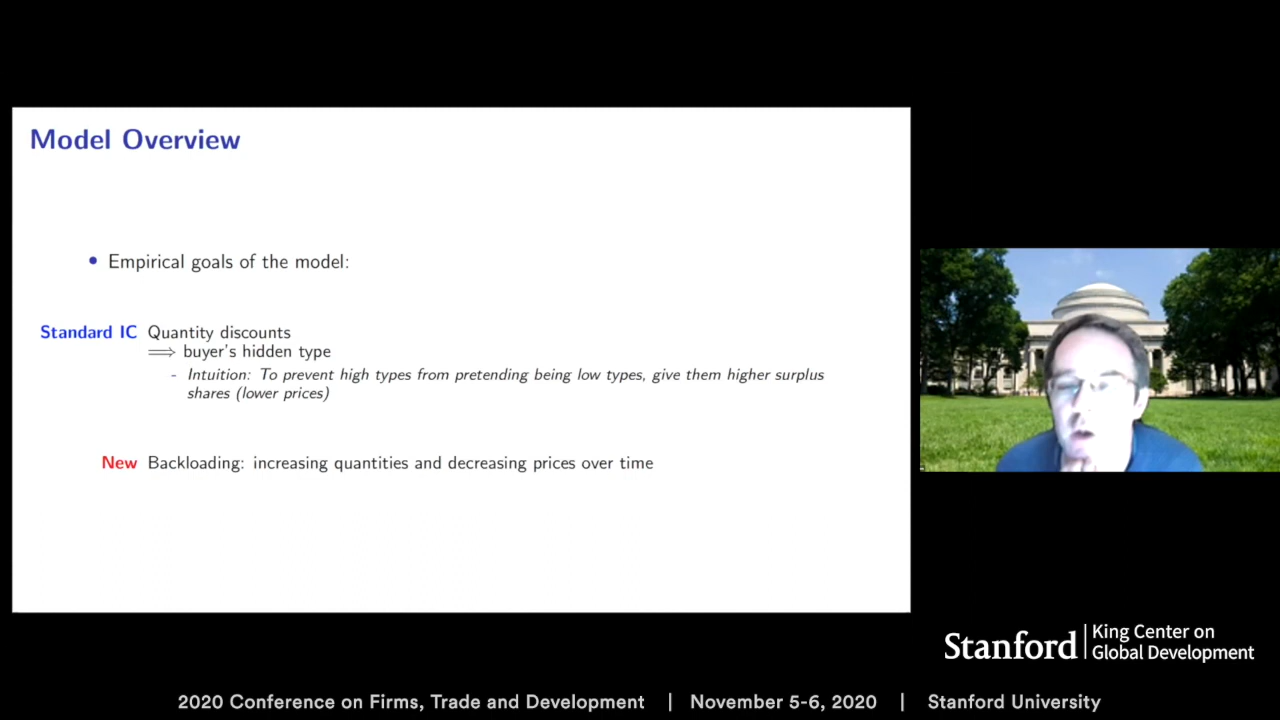 Model Overview
• Empirical goals of the model:
Standard IC Quantity discounts
⟹ buyer's hidden type
- Intuition: To prevent high types from pretending being low types, give them higher surplus
shares (lower prices)
New Backloading: increasing quantities and decreasing prices over time
Stanford | King Center on
Global Development
2020 Conference on Firms, Trade and Development | November 5-6, 2020 | Stanford University